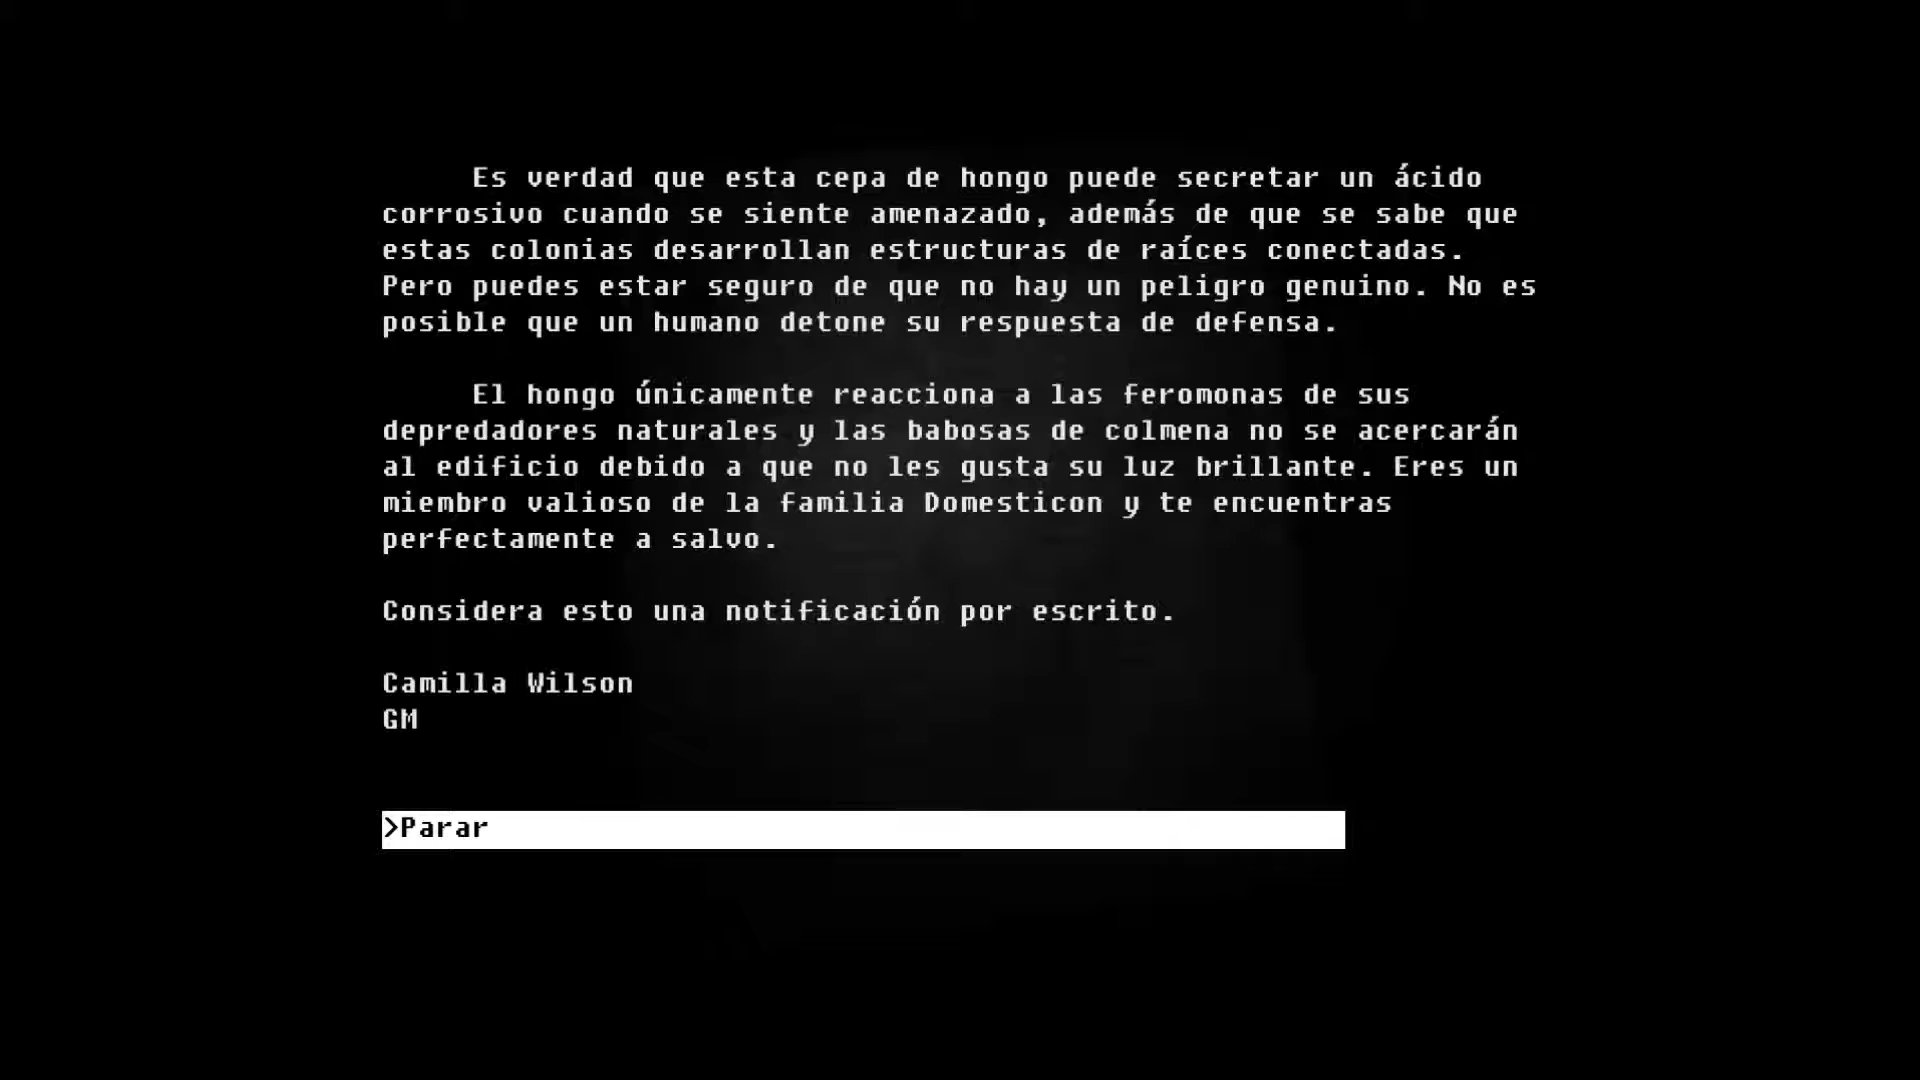 Es verdad que esta cepa de hongo puede secretar un ácido
corrosivo cuando se siente amenazado, además de que se sabe que
estas colonias desarrollan estructuras de raíces conectadas.
Pero puedes estar seguro de que no hay un peligro genuino. No es
posible que un humano detone su respuesta de defensa.
El hongo únicamente reacciona a las feromonas de sus
depredadores naturales y las babosas de colmena no se acercarán
al edificio debido a que no les gusta su luz brillante. Eres un
miembro valioso de la familia Domesticon y te encuentras
perfectamente a salvo.
Considera esto una notificación por escrito.
Camilla Wilson
GM
>Parar